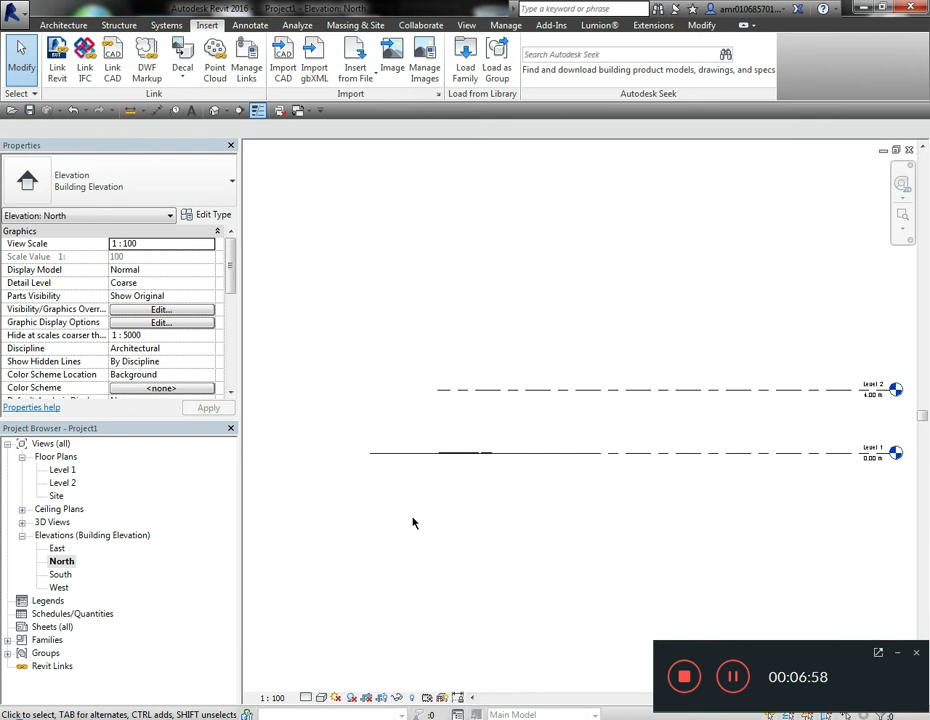 Autodesk Revit 2016 - Project1 - Elevation: North
Type a keyword or phrase
amr010685701...
Architecture Structure Systems Insert Annotate Analyze Massing & Site Collaborate View Manage Add-Ins Lumion® Extensions Modify
Modify
Link Revit
Link IFC
Link CAD
DWF Markup
Decal
Point Cloud
Manage Links
Import CAD
Import gbXML
Insert from File
Image
Manage Images
Load Family
Load as Group
Search Autodesk Seek
Find and download building product models, drawings, and specs
Select
Link
Import
Load from Library
Autodesk Seek
Properties
Elevation
Building Elevation
Elevation: North
Edit Type
Graphics
View Scale 1 : 100
Scale Value 1: 100
Display Model Normal
Detail Level Coarse
Parts Visibility Show Original
Visibility/Graphics Overr... Edit...
Graphic Display Options Edit...
Hide at scales coarser th... 1 : 5000
Discipline Architectural
Show Hidden Lines By Discipline
Color Scheme Location Background
Color Scheme <none>
Properties help
Apply
Project Browser - Project1
Views (all)
Floor Plans
Level 1
Level 2
Site
Ceiling Plans
3D Views
Elevations (Building Elevation)
East
North
South
West
Legends
Schedules/Quantities
Sheets (all)
Families
Groups
Revit Links
Level 2
4.00 m
Level 1
0.00 m
1 : 100
00:06:58
Click to select, TAB for alternates, CTRL adds, SHIFT unselects
:0
Main Model
:0